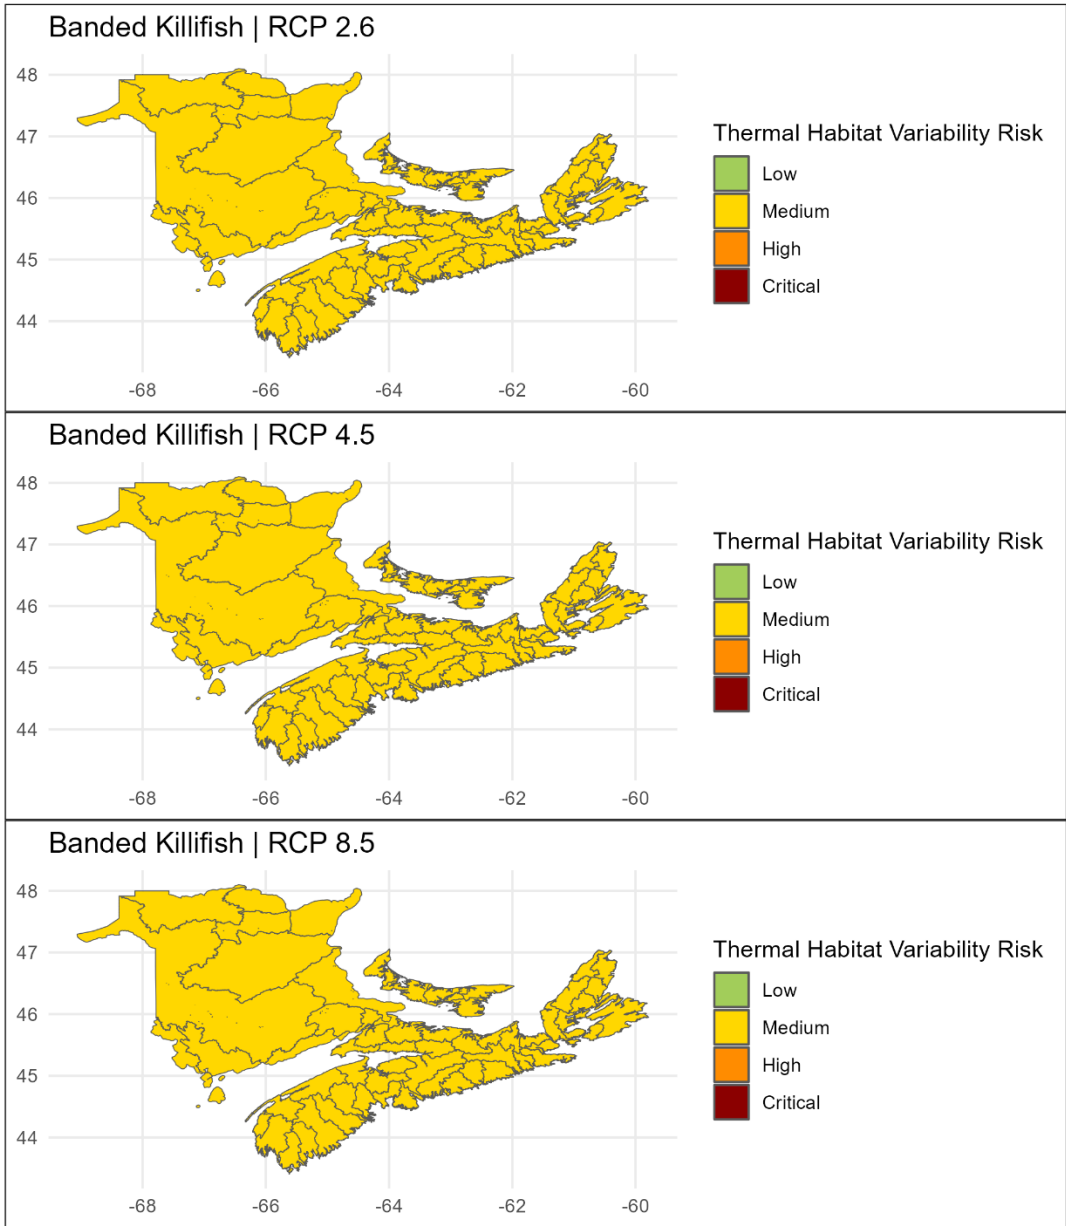 Banded Killifish | RCP 2.6
48
47
46
45
44
-68 -66 -64 -62 -60
Thermal Habitat Variability Risk
Low
Medium
High
Critical
Banded Killifish | RCP 4.5
48
47
46
45
44
-68 -66 -64 -62 -60
Thermal Habitat Variability Risk
Low
Medium
High
Critical
Banded Killifish | RCP 8.5
48
47
46
45
44
-68 -66 -64 -62 -60
Thermal Habitat Variability Risk
Low
Medium
High
Critical